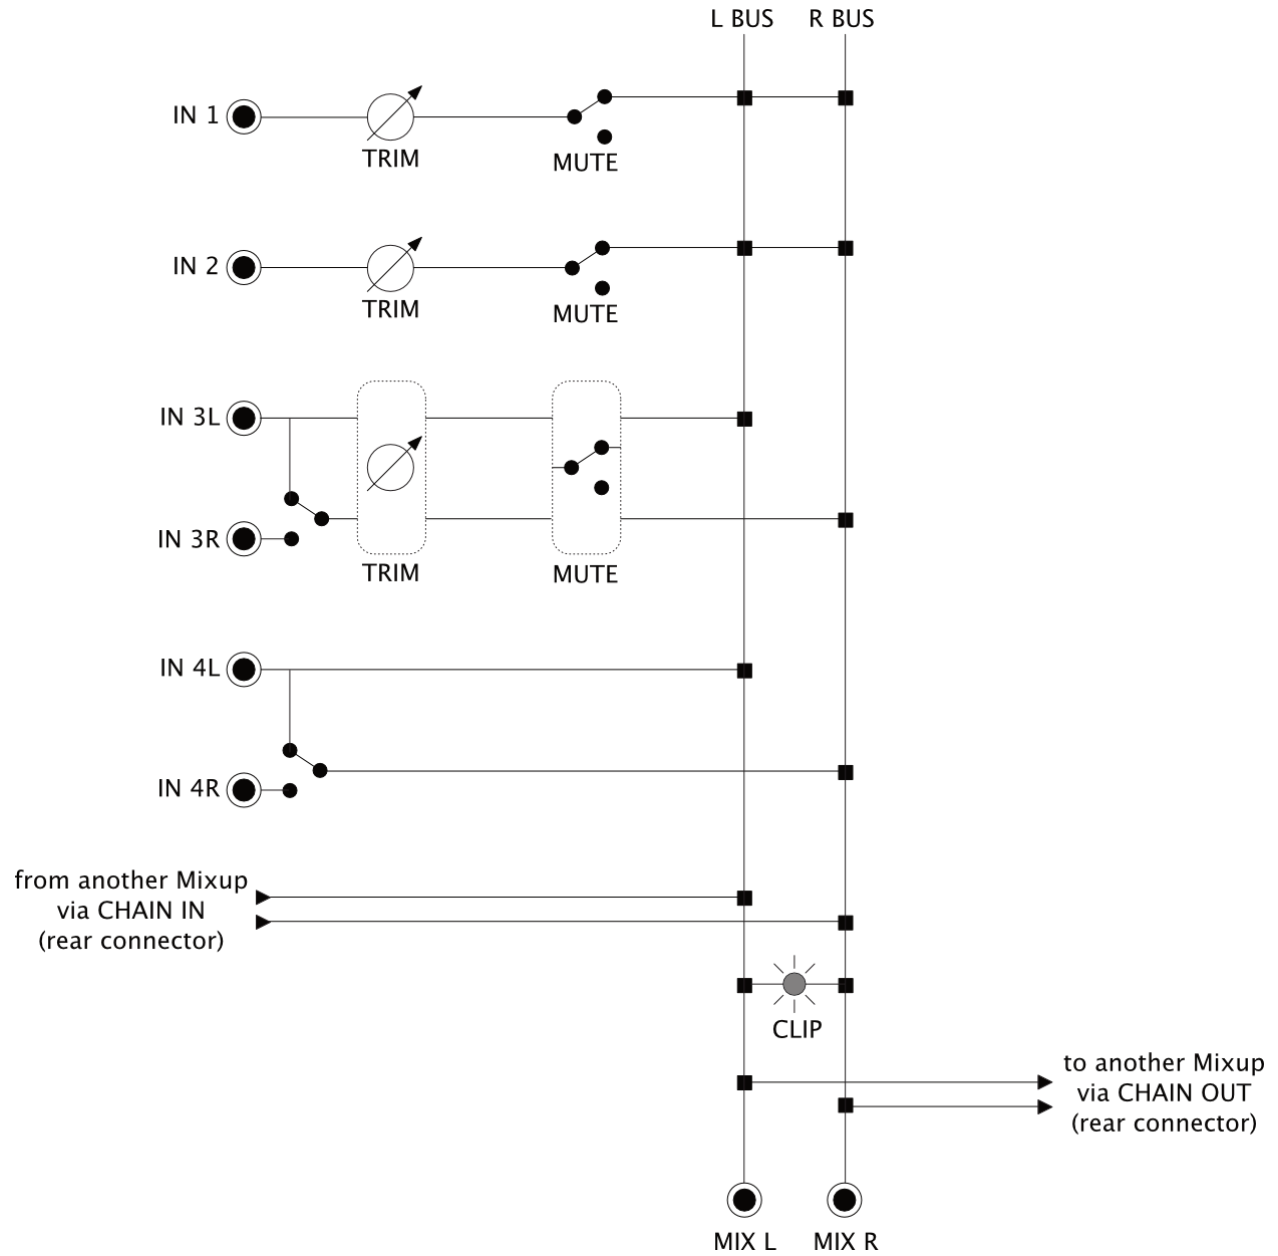 L BUS
R BUS
IN 1
TRIM
MUTE
IN 2
TRIM
MUTE
IN 3L
IN 3R
TRIM
MUTE
IN 4L
IN 4R
from another Mixup
via CHAIN IN
(rear connector)
CLIP
to another Mixup
via CHAIN OUT
(rear connector)
MIX L
MIX R